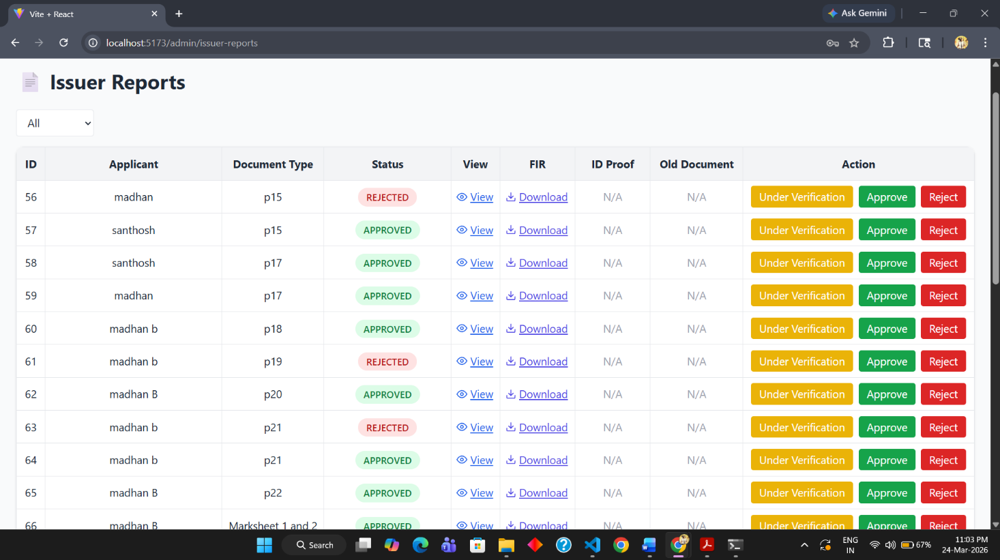 Vite + React
Ask Gemini
localhost:5173/admin/issuer-reports
Issuer Reports
All
ID Applicant Document Type Status View FIR ID Proof Old Document Action
56 madhan p15 REJECTED View Download N/A N/A Under Verification Approve Reject
57 santhosh p15 APPROVED View Download N/A N/A Under Verification Approve Reject
58 santhosh p17 APPROVED View Download N/A N/A Under Verification Approve Reject
59 madhan p17 APPROVED View Download N/A N/A Under Verification Approve Reject
60 madhan b p18 APPROVED View Download N/A N/A Under Verification Approve Reject
61 madhan b p19 REJECTED View Download N/A N/A Under Verification Approve Reject
62 madhan B p20 APPROVED View Download N/A N/A Under Verification Approve Reject
63 madhan b p21 REJECTED View Download N/A N/A Under Verification Approve Reject
64 madhan b p21 APPROVED View Download N/A N/A Under Verification Approve Reject
65 madhan B p22 APPROVED View Download N/A N/A Under Verification Approve Reject
66 madhan B Marksheet 1 and 2 APPROVED View Download N/A N/A Under Verification Approve Reject
Search
ENG
IN
67%
11:03 PM
24-Mar-2026